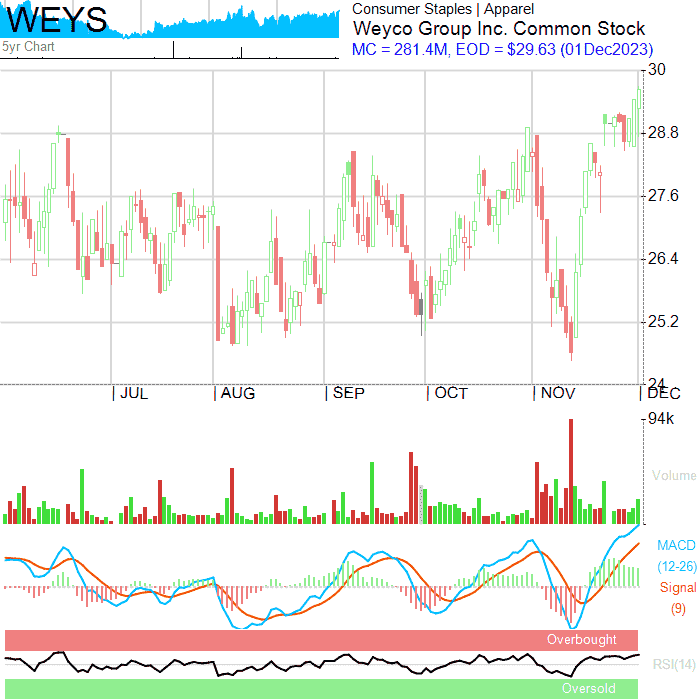 WEYS
5yr Chart
Consumer Staples | Apparel
Weyco Group Inc. Common Stock
MC = 281.4M, EOD = $29.63 (01Dec2023)
30
28.8
27.6
26.4
25.2
24
JUL AUG SEP OCT NOV DEC
94k
Volume
MACD
(12-26)
Signal
(9)
Overbought
RSI(14)
Oversold